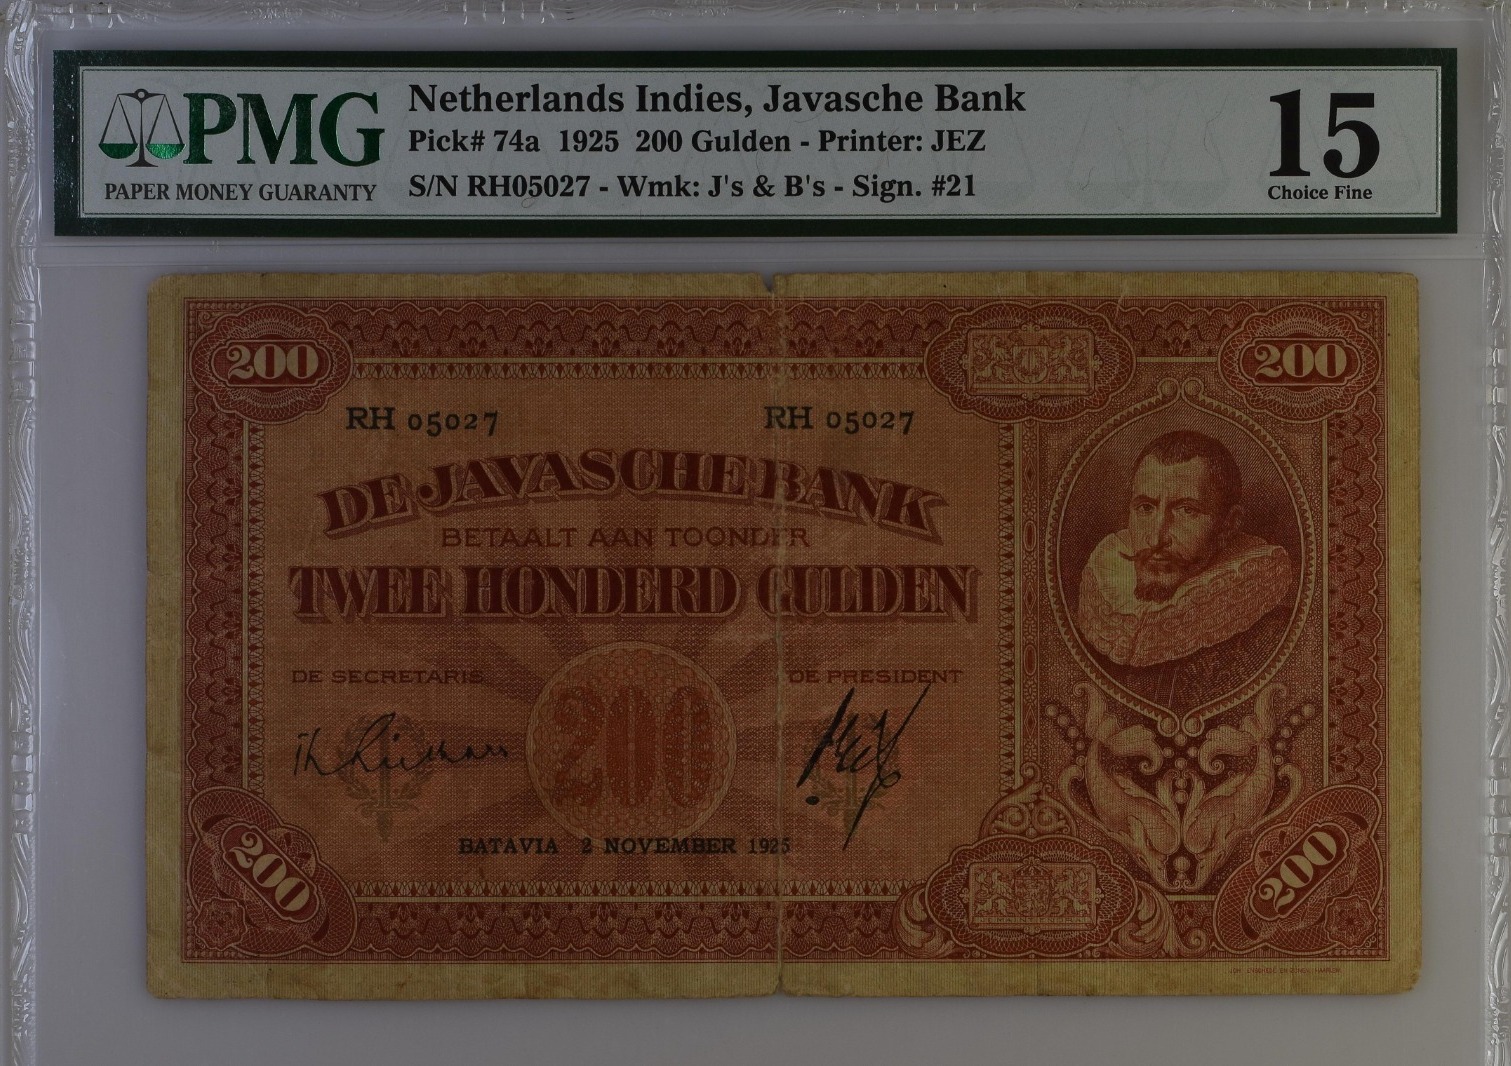 PMG
PAPER MONEY GUARANTY
Netherlands Indies, Javasche Bank
Pick# 74a 1925 200 Gulden - Printer: JEZ
S/N RH05027 - Wmk: J's & B's - Sign. #21
15
Choice Fine
200
200
RH 05027
RH 05027
DE JAVASCHE BANK
BETAALT AAN TOONDER
TWEE HONDERD GULDEN
DE SECRETARIS
DE PRESIDENT
200
BATAVIA 2 NOVEMBER 1925
200
200